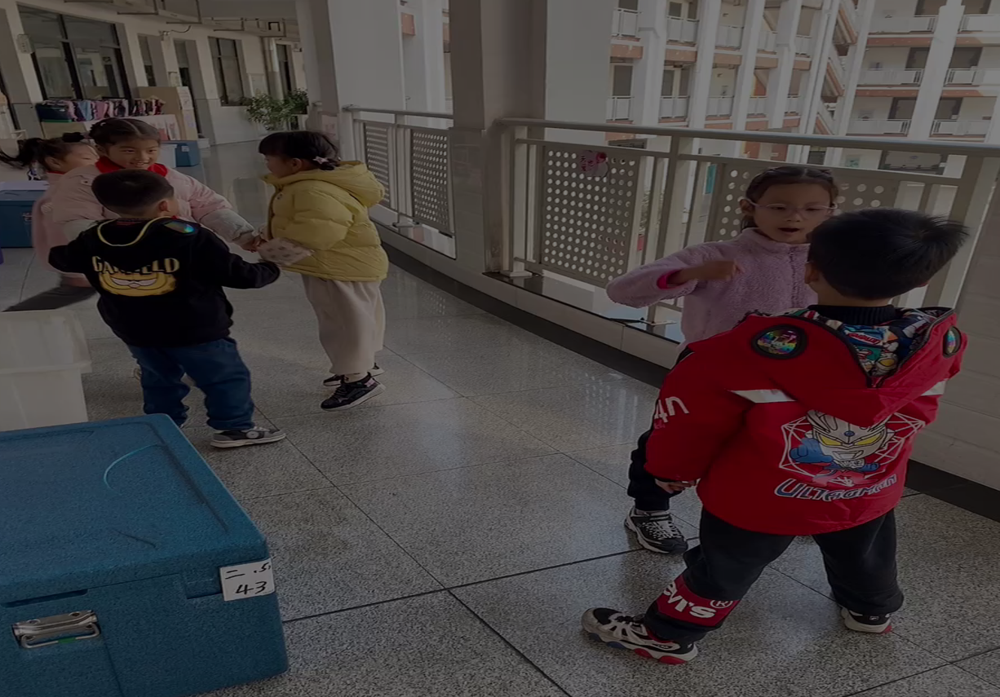 GARFIELD
ULTRAMAN
二.5
43
Levi's®